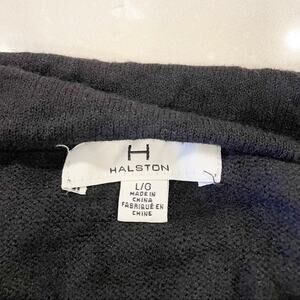 H
HALSTON
L/G
MADE IN
CHINA
FABRIQUÉ EN
CHINE